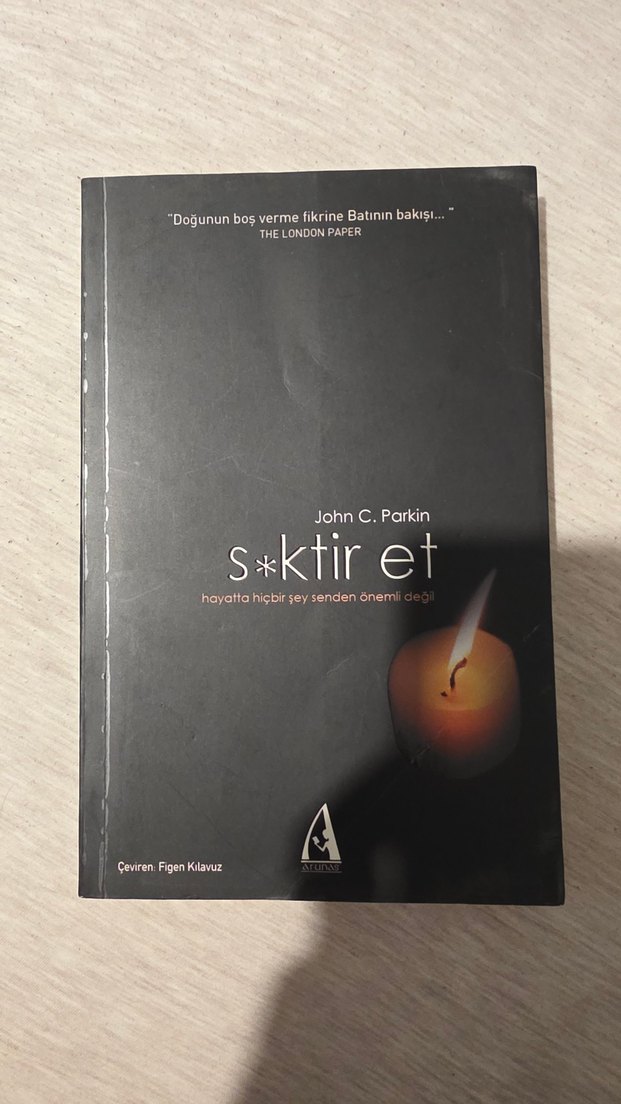 "Doğunun boş verme fikrine Batının bakışı... "
THE LONDON PAPER
John C. Parkin
s*ktir et
hayatta hiçbir şey senden önemli değil
Çeviren: Figen Kılavuz
ARUNAS